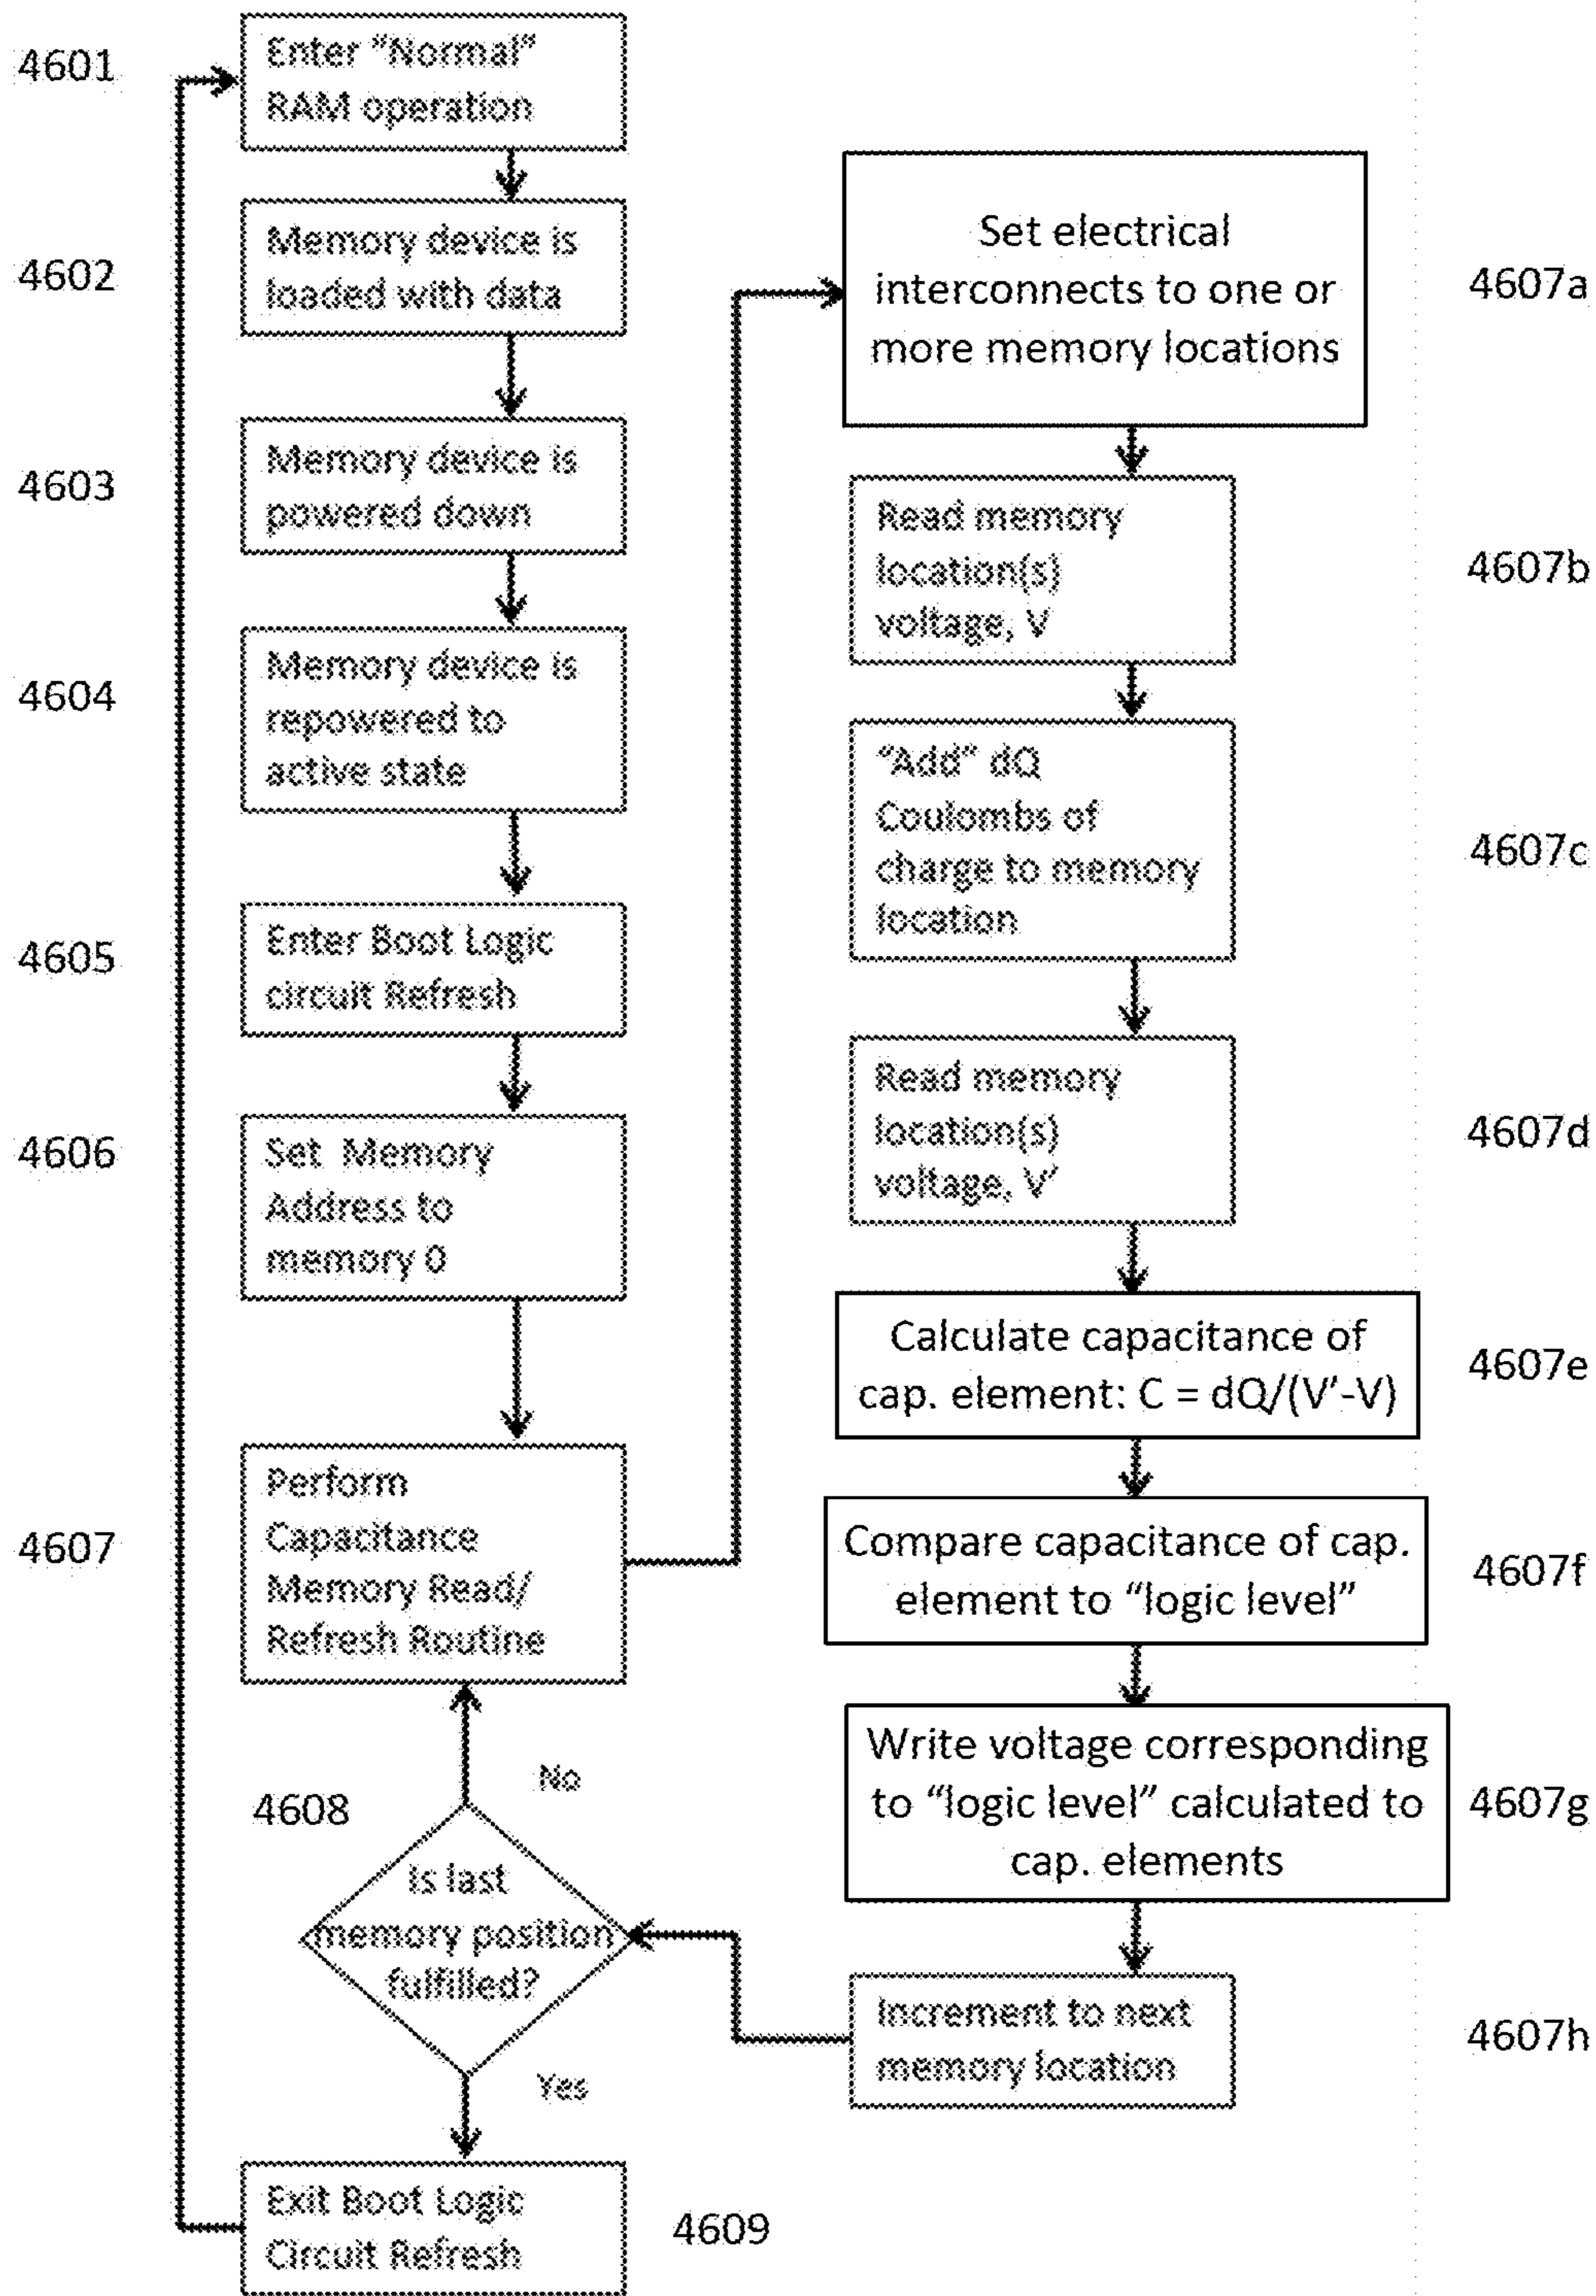 4601
Enter "Normal"
RAM operation
4602
Memory device is
loaded with data
4603
Memory device is
powered down
4604
Memory device is
repowered to
active state
4605
Enter Boot Logic
circuit Refresh
4606
Set Memory
Address to
memory 0
4607
Perform
Capacitance
Memory Read/
Refresh Routine
No
4608
Is last
memory position
fulfilled?
Yes
Exit Boot Logic
Circuit Refresh
4609
Set electrical
interconnects to one or
more memory locations
4607a
Read memory
location(s)
voltage, V
4607b
"Add" dQ
Coulombs of
charge to memory
location
4607c
Read memory
location(s)
voltage, V'
4607d
Calculate capacitance of
cap. element: C = dQ/(V'-V)
4607e
Compare capacitance of cap.
element to "logic level"
4607f
Write voltage corresponding
to "logic level" calculated to
cap. elements
4607g
Increment to next
memory location
4607h